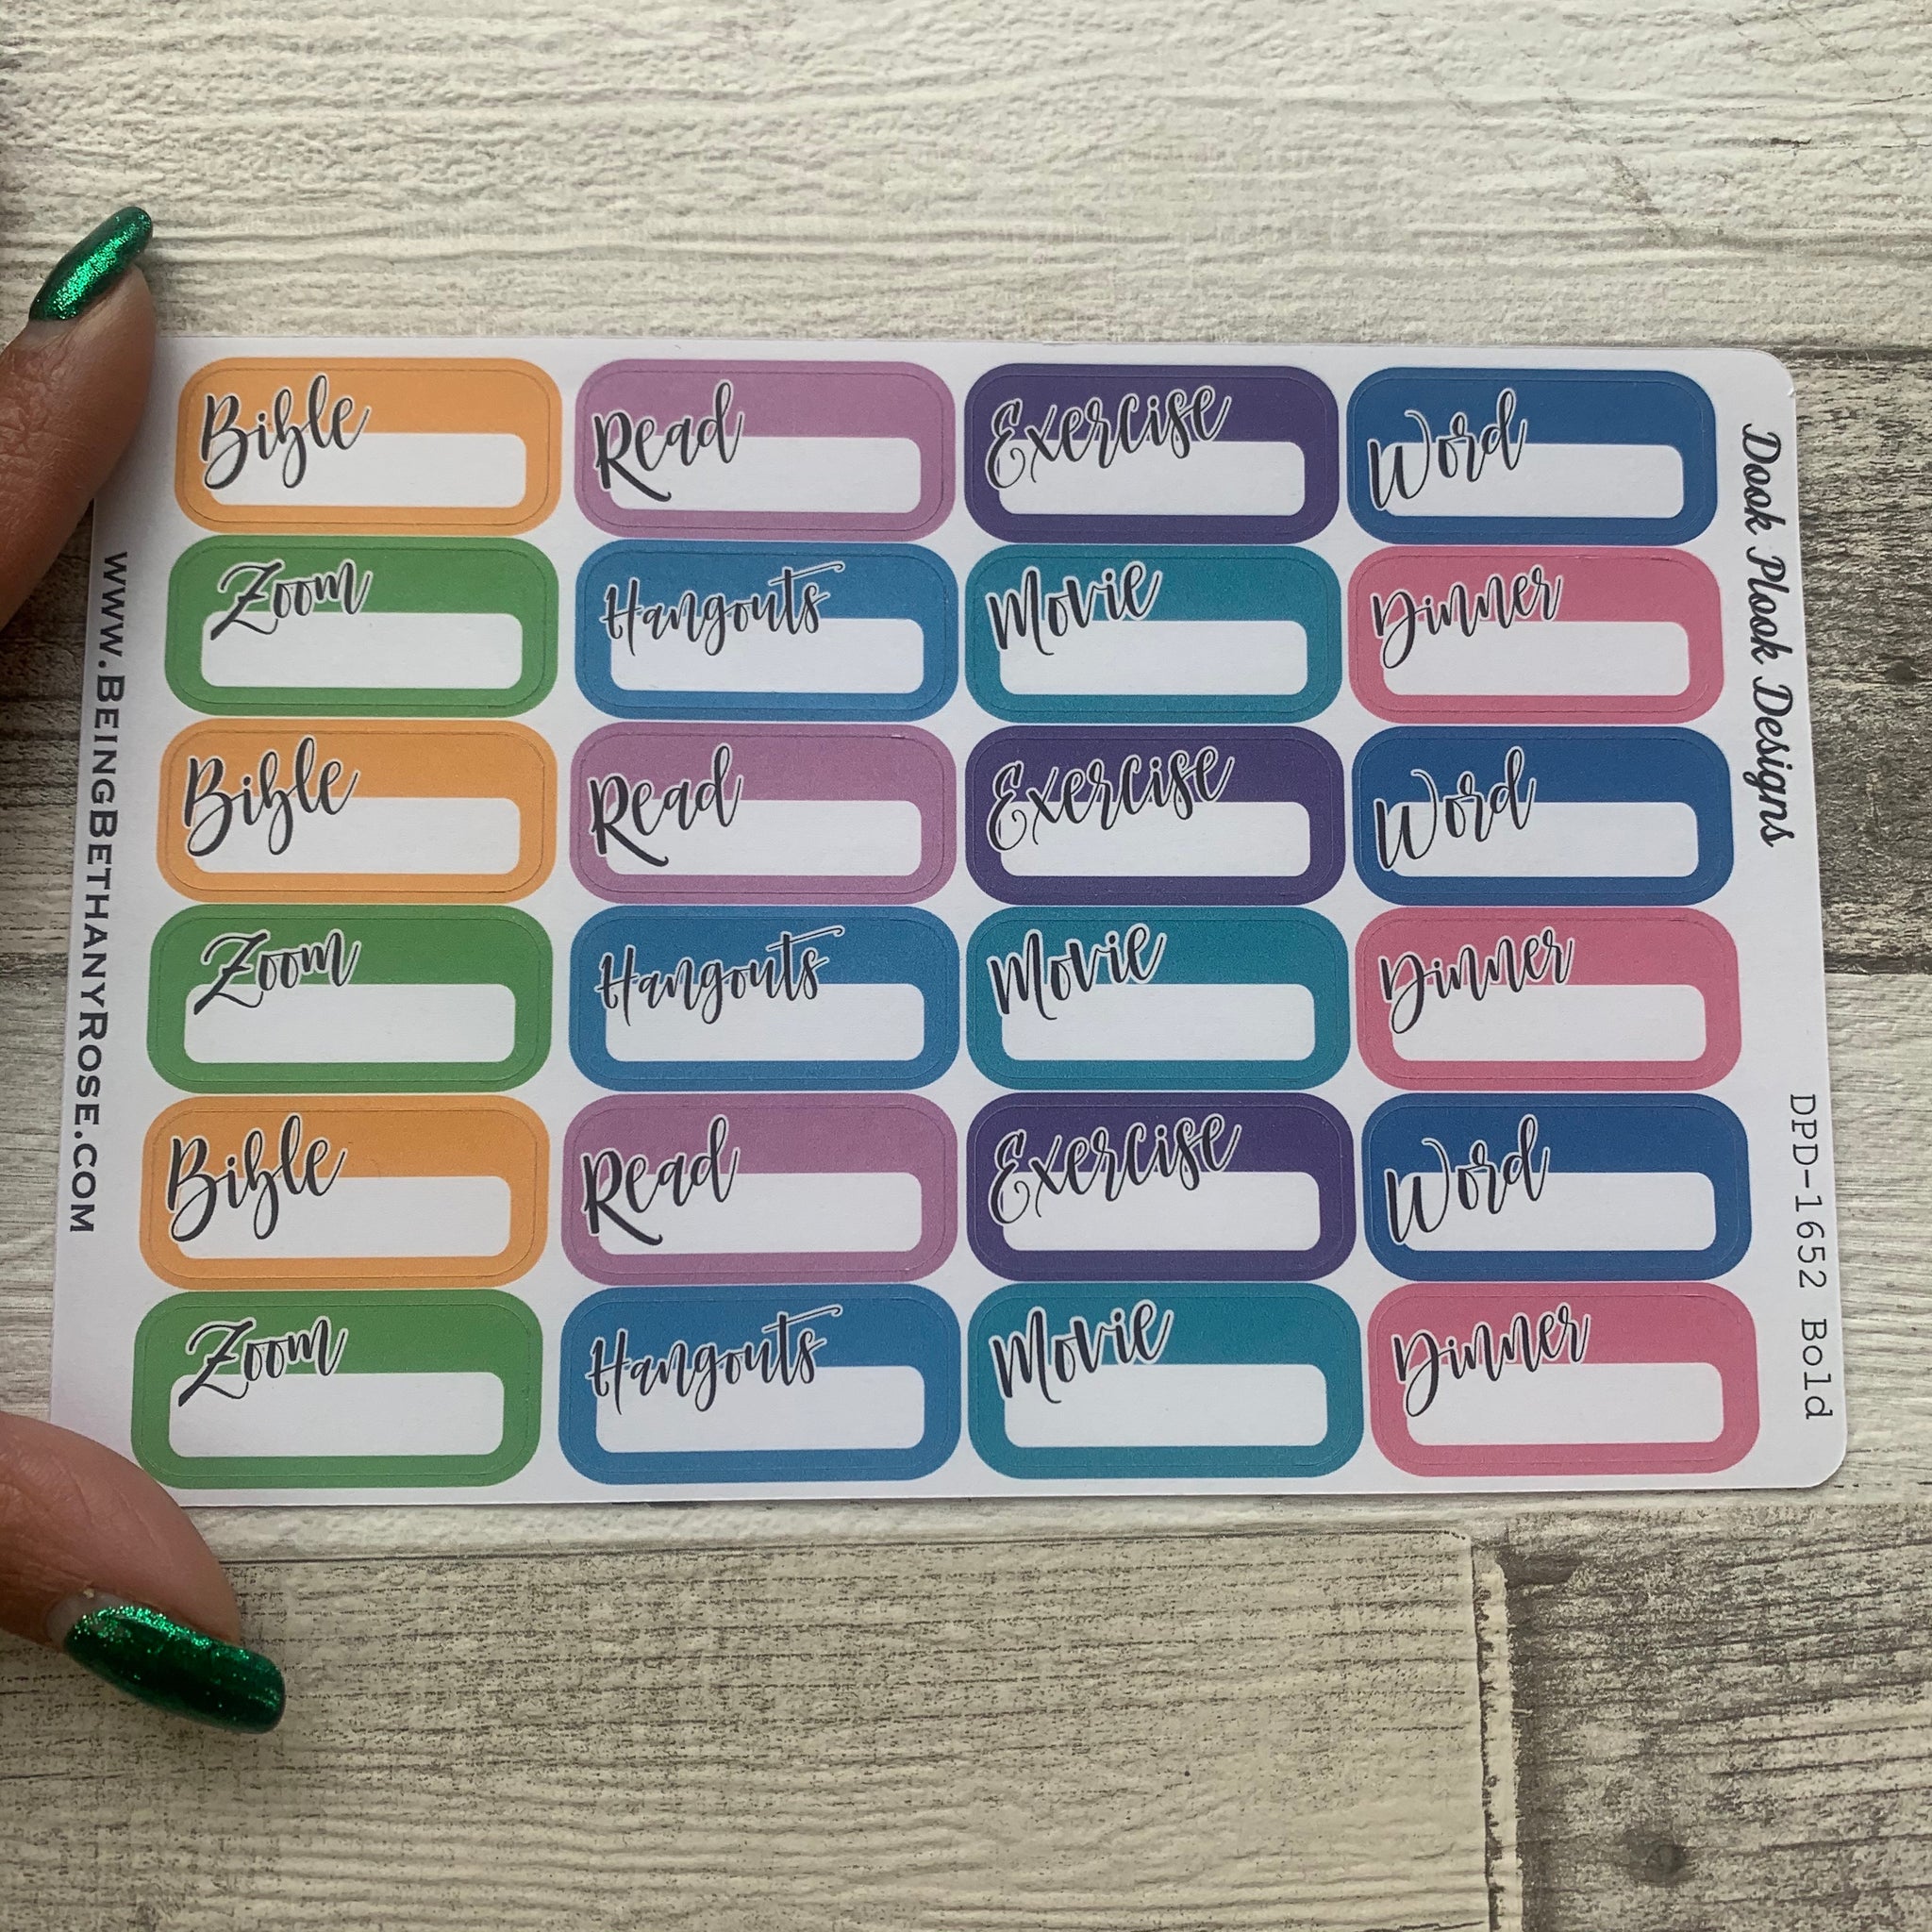 Bible
Read
Exercise
Word
Zoom
Hangouts
Movie
Dinner
Bible
Read
Exercise
Word
Zoom
Hangouts
Movie
Dinner
Bible
Read
Exercise
Word
Zoom
Hangouts
Movie
Dinner
www.BeingBethanyRose.com
Dook Plook Designs
DPD-1652 Bold